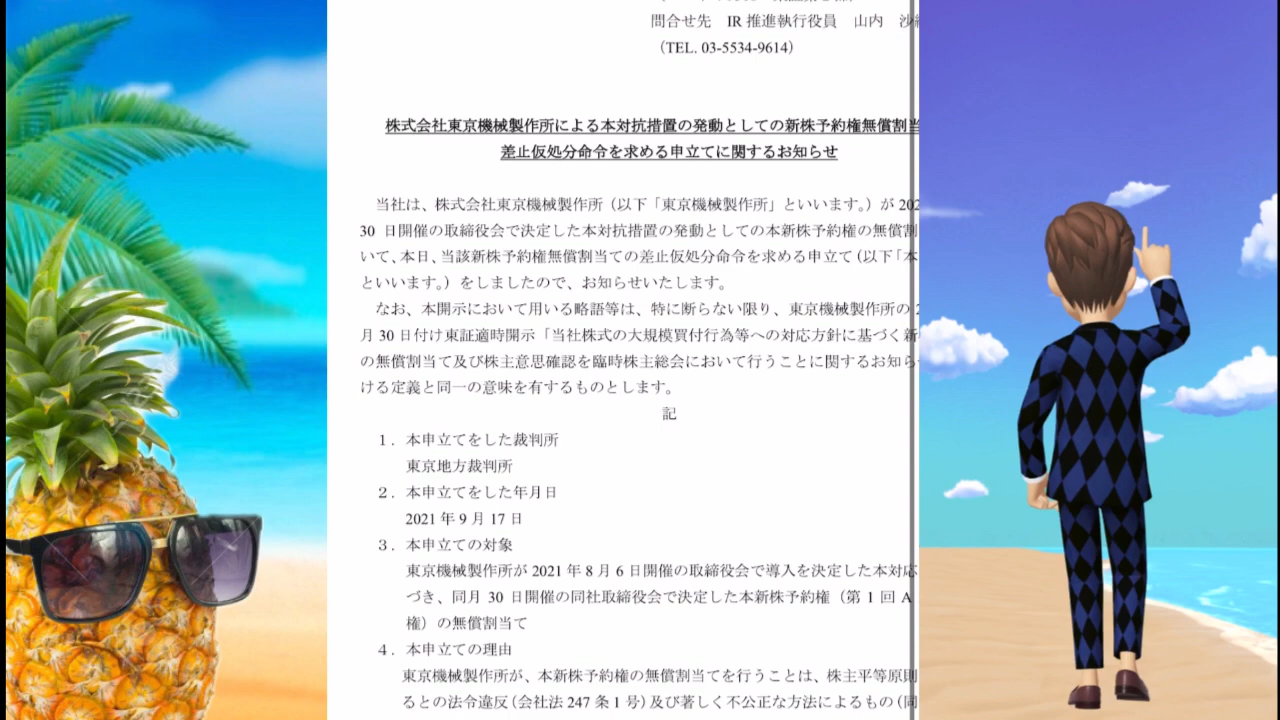 問合せ先 IR 推進執行役員 山内 沙
（TEL. 03-5534-9614）
株式会社東京機械製作所による本対抗措置の発動としての新株予約権無償割当
差止仮処分命令を求める申立てに関するお知らせ
当社は、株式会社東京機械製作所（以下「東京機械製作所」といいます。）が 202
30 日開催の取締役会で決定した本対抗措置の発動としての本新株予約権の無償割
いて、本日、当該新株予約権無償割当ての差止仮処分命令を求める申立て（以下「本
といいます。）をしましたので、お知らせいたします。
なお、本開示において用いる略語等は、特に断らない限り、東京機械製作所の 2
月 30 日付け東証適時開示「当社株式の大規模買付行為等への対応方針に基づく新
の無償割当て及び株主意思確認を臨時株主総会において行うことに関するお知ら
ける定義と同一の意味を有するものとします。
記
１．本申立てをした裁判所
東京地方裁判所
２．本申立てをした年月日
2021 年 9 月 17 日
３．本申立ての対象
東京機械製作所が 2021 年 8 月 6 日開催の取締役会で導入を決定した本対応
づき、同月 30 日開催の同社取締役会で決定した本新株予約権（第 1 回 A
権）の無償割当て
４．本申立ての理由
東京機械製作所が、本新株予約権の無償割当てを行うことは、株主平等原則
るとの法令違反（会社法 247 条 1 号）及び著しく不公正な方法によるもの（同